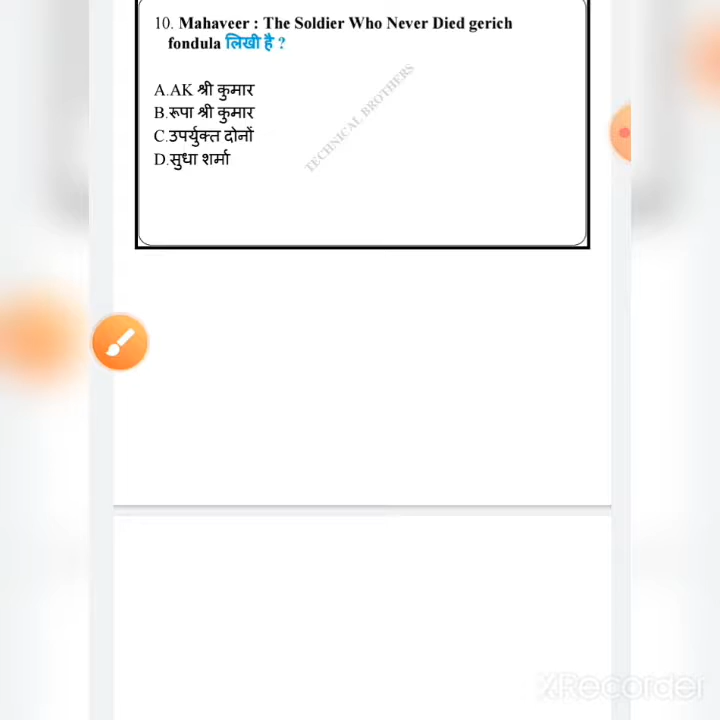 10. Mahaveer : The Soldier Who Never Died gerich
fondula लिखी है ?
A.AK श्री कुमार
B.रूपा श्री कुमार
C.उपर्युक्त दोनों
D.सुधा शर्मा
TECHNICAL BROTHERS
XRecorder